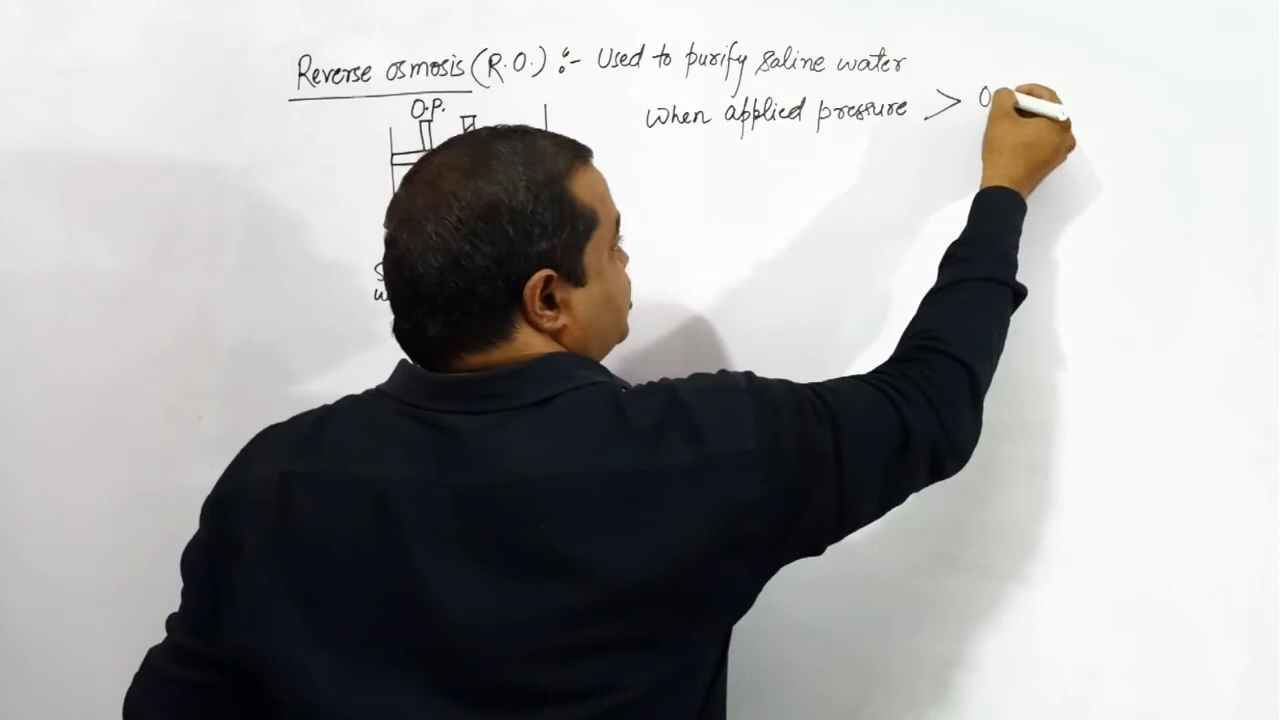 Reverse osmosis (R.O.) :- Used to purify saline water
O.P.
when applied pressure > O